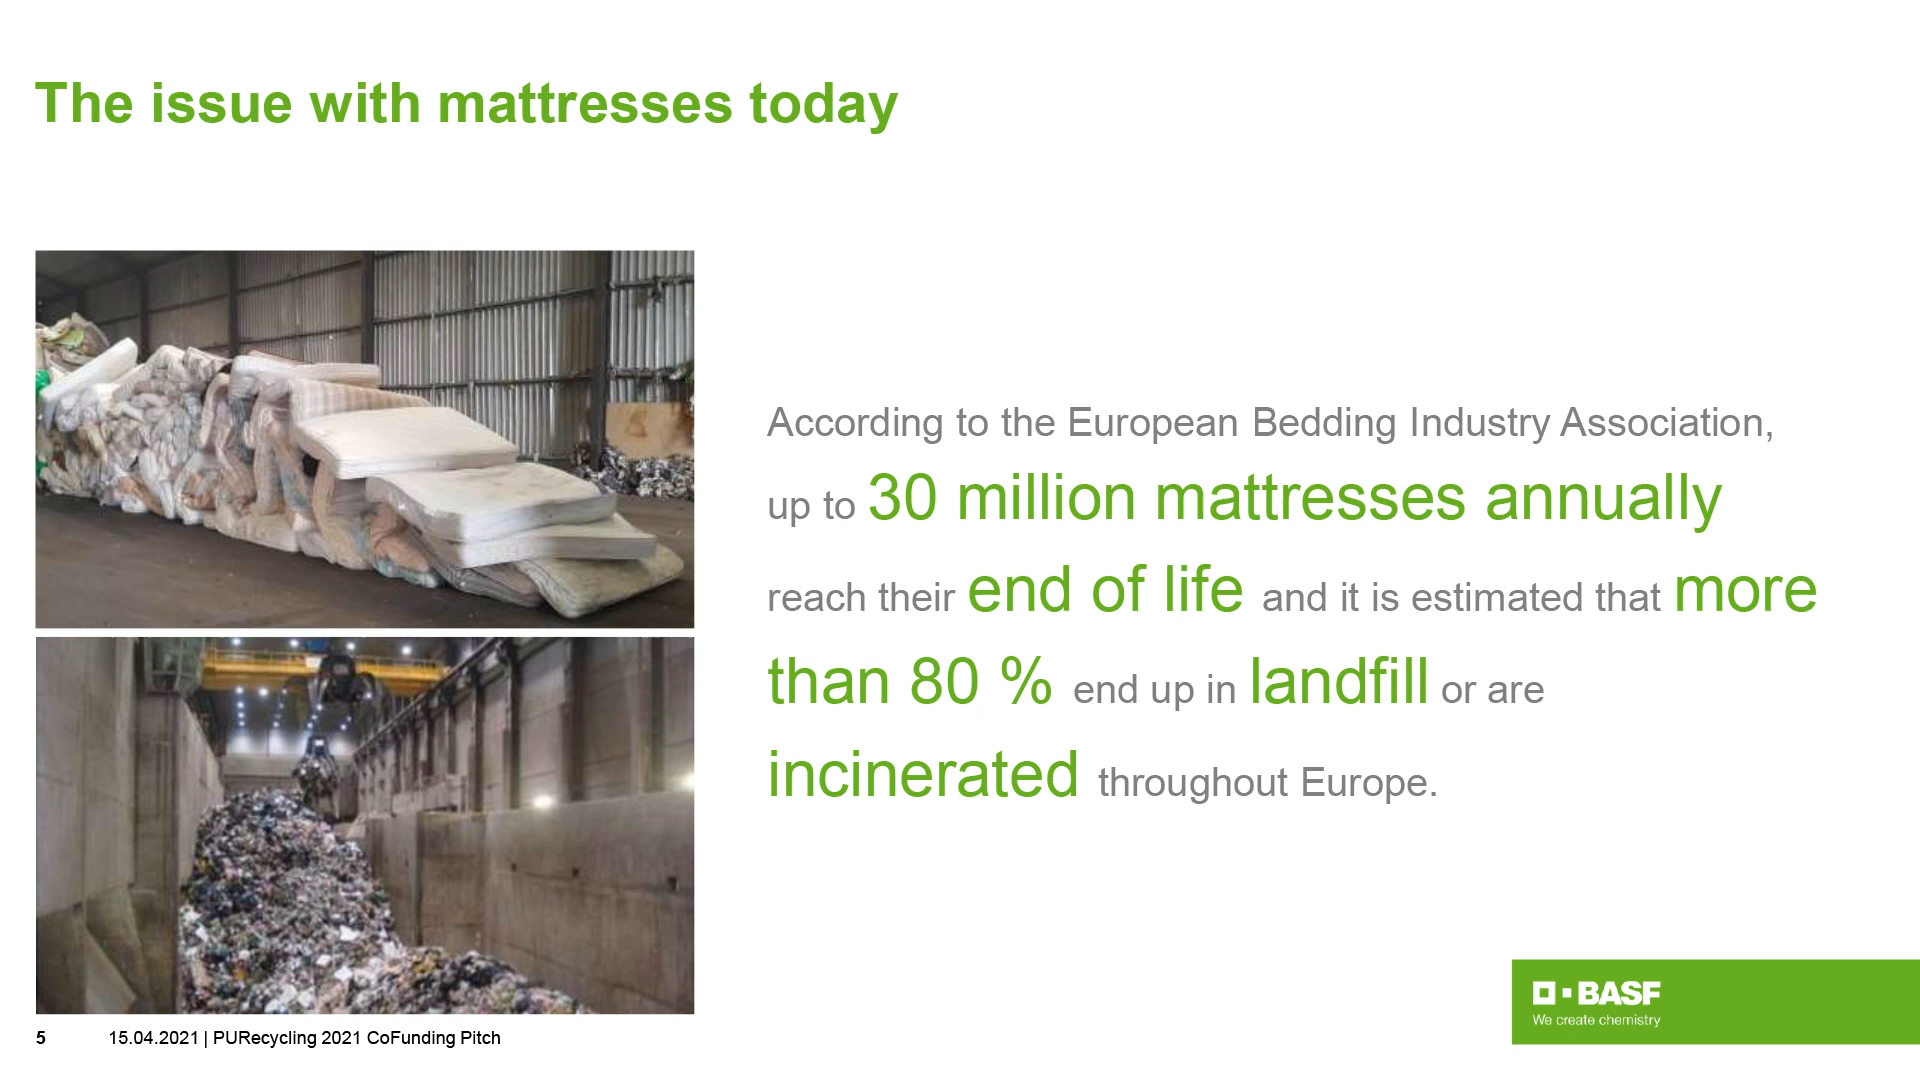 The issue with mattresses today
According to the European Bedding Industry Association,
up to 30 million mattresses annually
reach their end of life and it is estimated that more
than 80 % end up in landfill or are
incinerated throughout Europe.
BASF
We create chemistry
5 15.04.2021 | PURecycling 2021 CoFunding Pitch